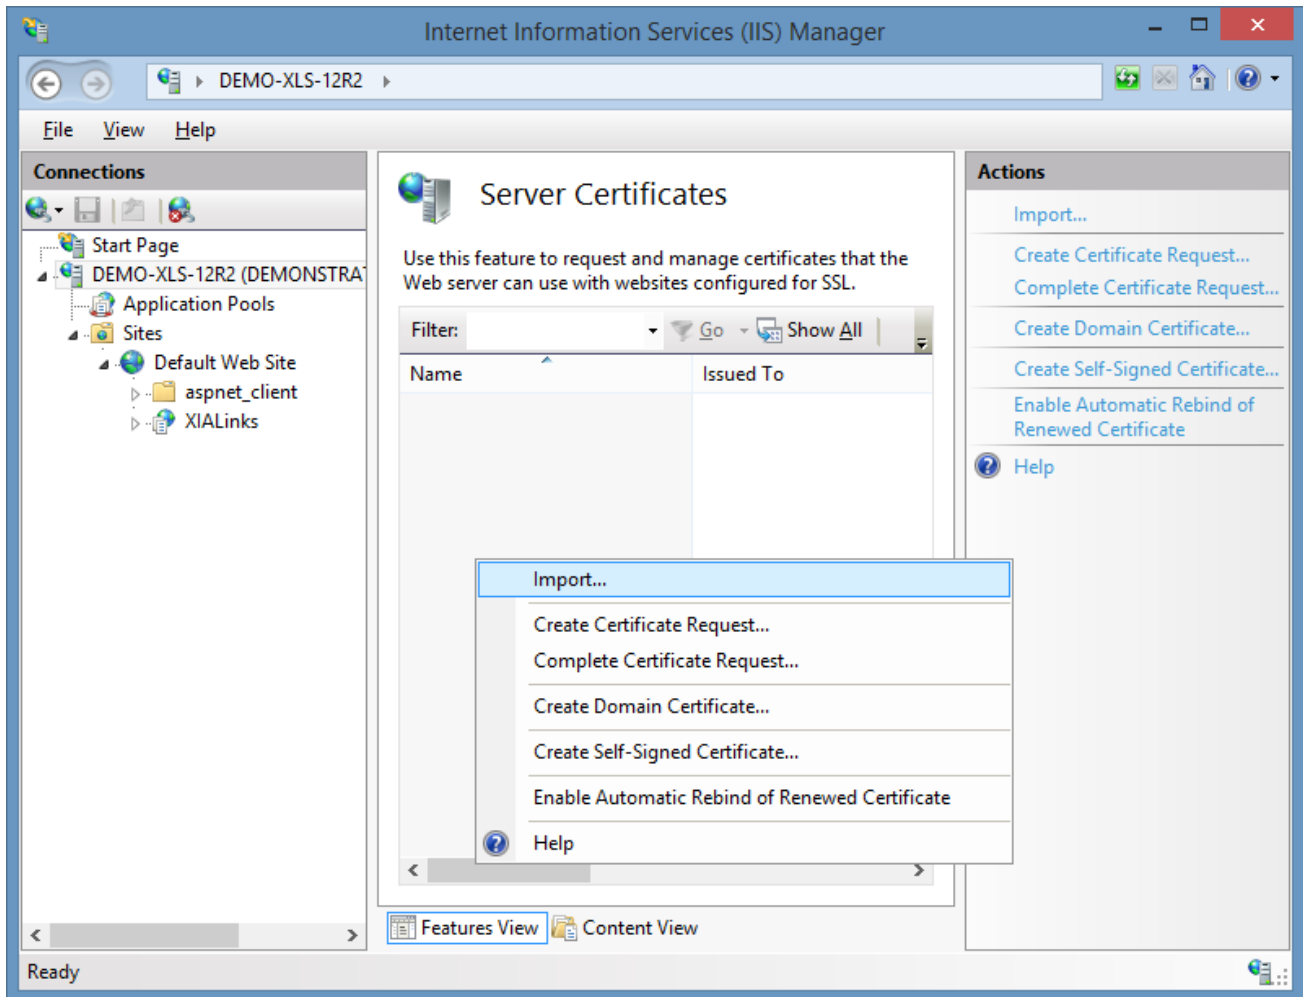 Internet Information Services (IIS) Manager
DEMO-XLS-12R2
File View Help
Connections
Start Page
DEMO-XLS-12R2 (DEMONSTRA
Application Pools
Sites
Default Web Site
aspnet_client
XIALinks
Server Certificates
Use this feature to request and manage certificates that the
Web server can use with websites configured for SSL.
Filter: Go Show All
Name Issued To
Import...
Create Certificate Request...
Complete Certificate Request...
Create Domain Certificate...
Create Self-Signed Certificate...
Enable Automatic Rebind of Renewed Certificate
Help
Features View Content View
Actions
Import...
Create Certificate Request...
Complete Certificate Request...
Create Domain Certificate...
Create Self-Signed Certificate...
Enable Automatic Rebind of
Renewed Certificate
Help
Ready